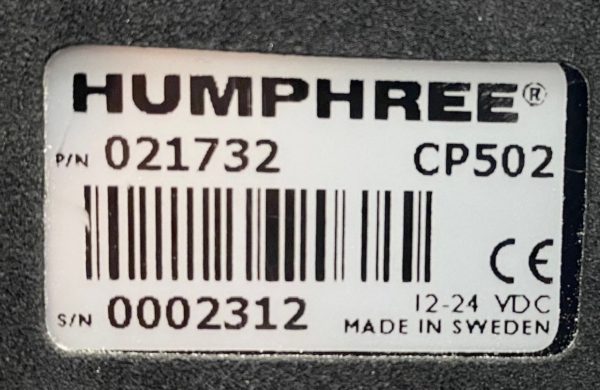 HUMPHREE®
P/N 021732 CP502
CE
S/N 0002312 12-24 VDC
MADE IN SWEDEN